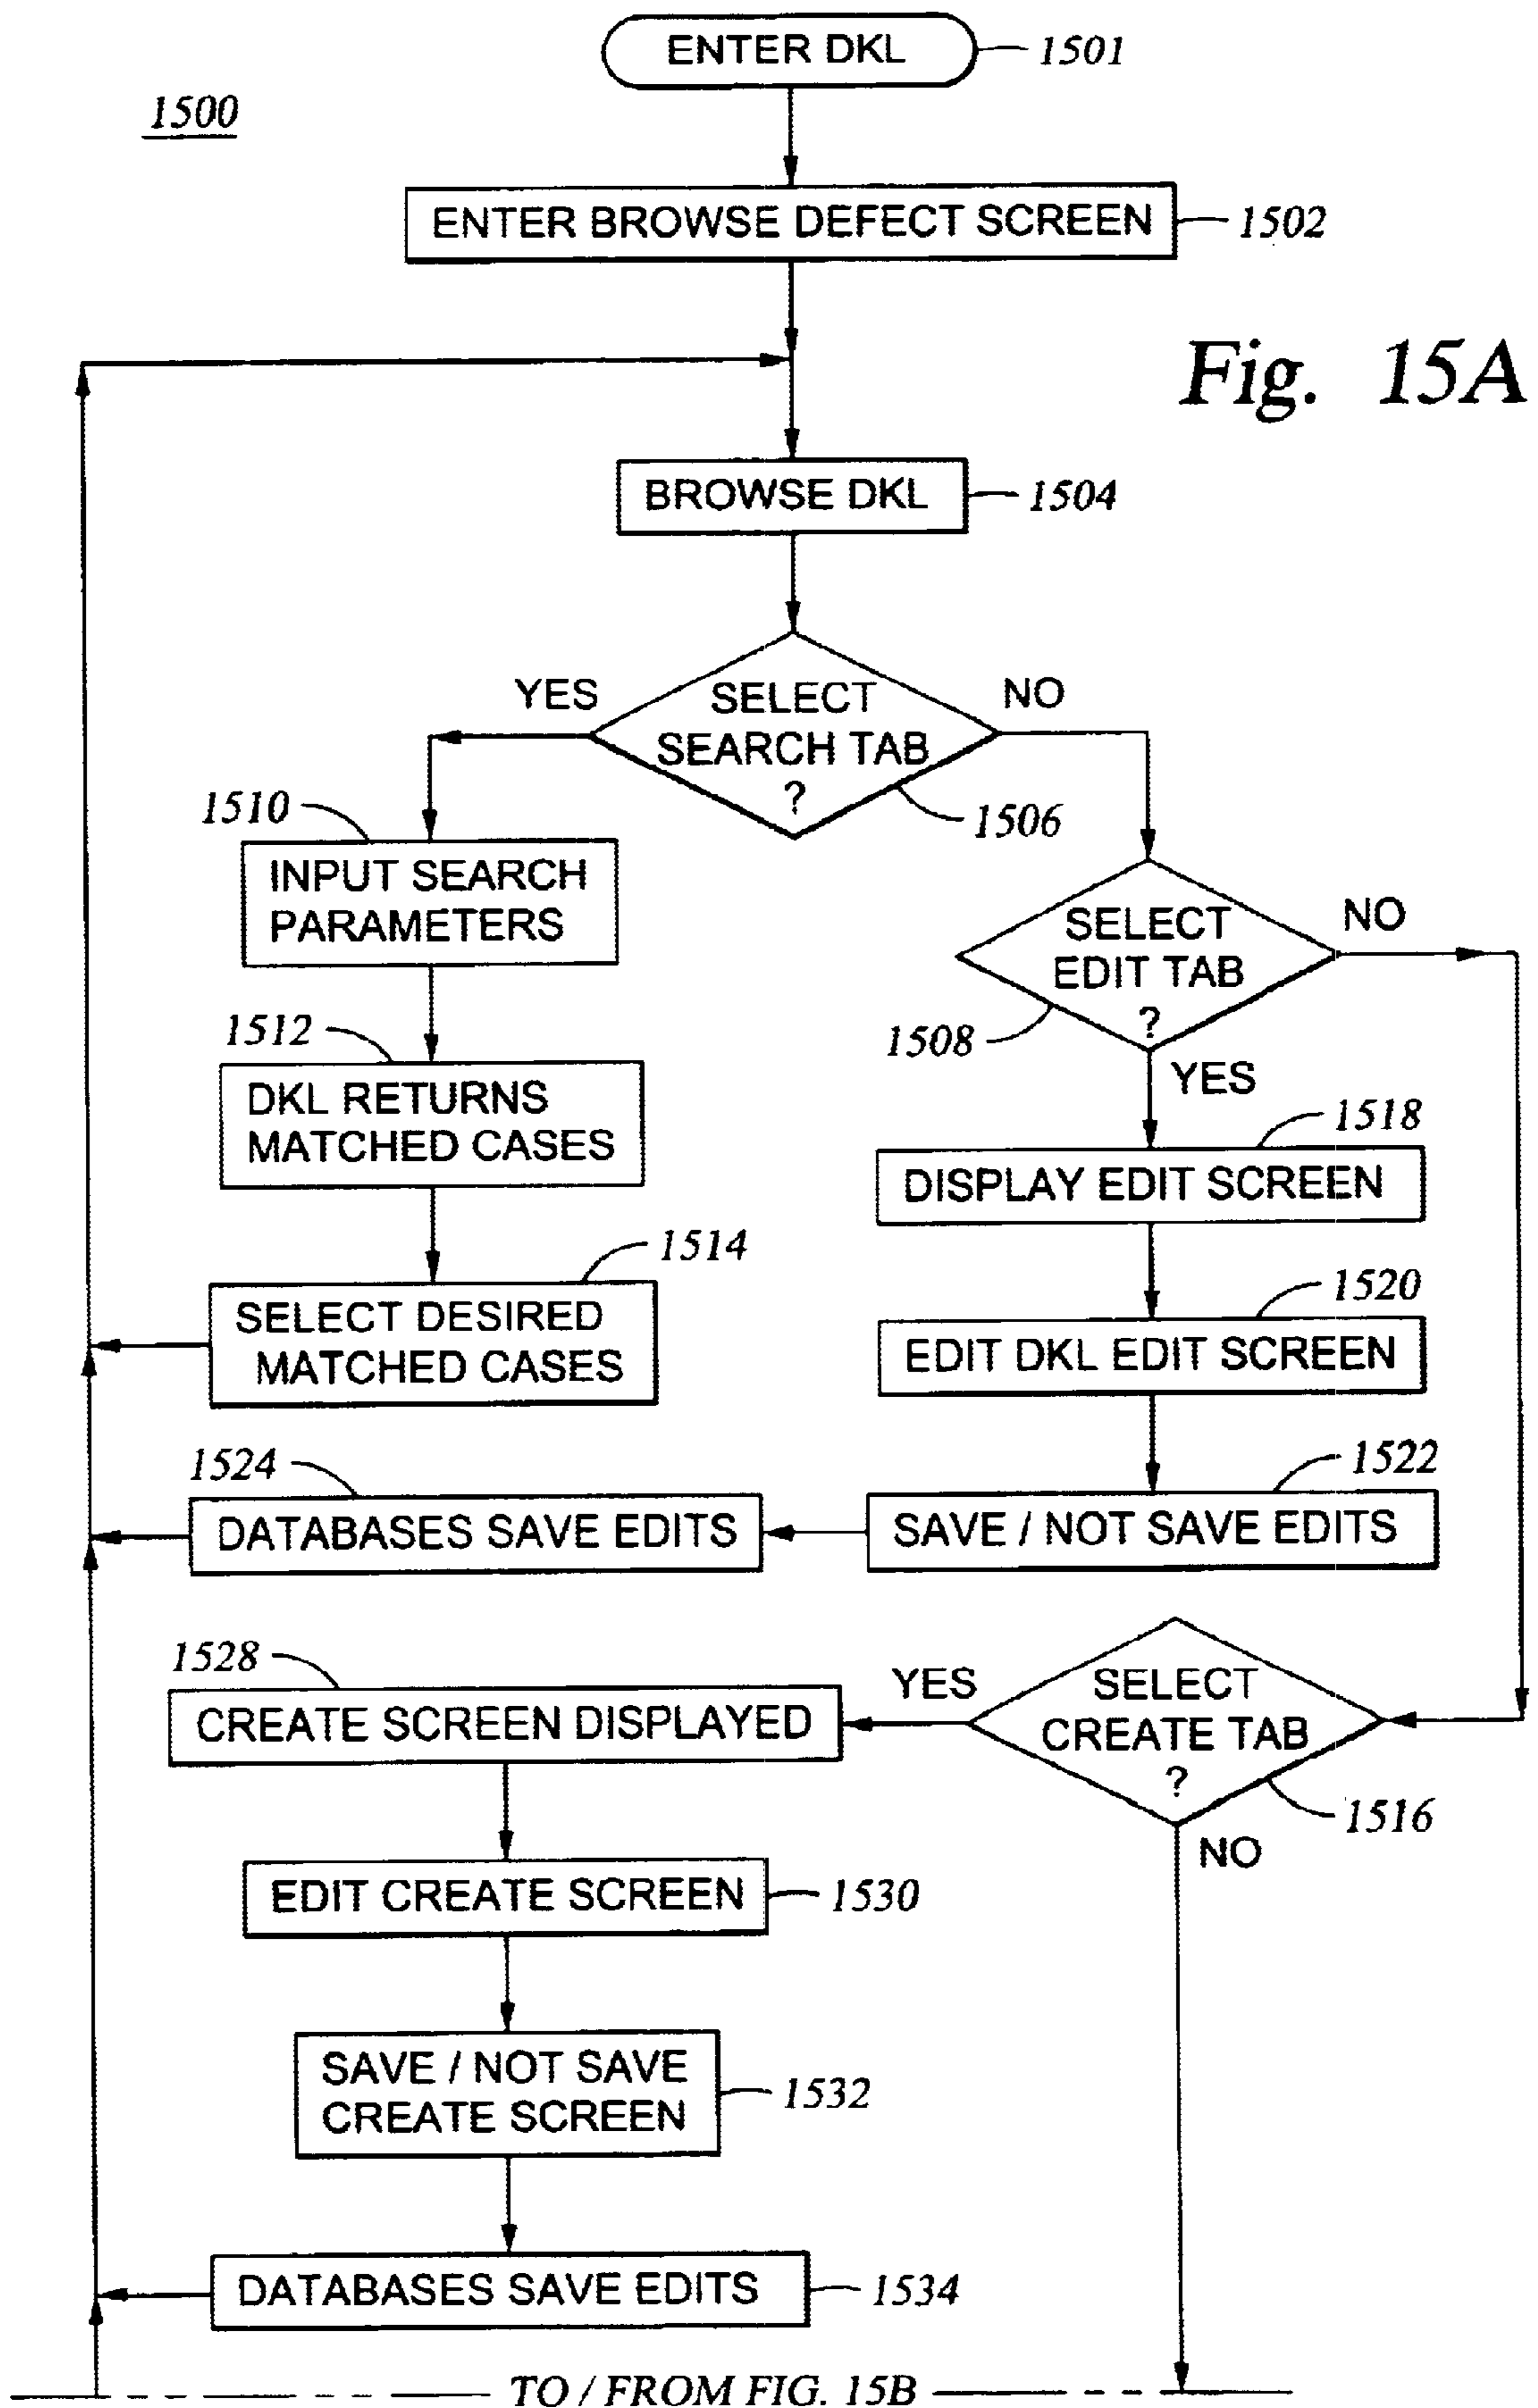 ENTER DKL
1501
1500
ENTER BROWSE DEFECT SCREEN
1502
Fig. 15A
BROWSE DKL
1504
YES
SELECT
SEARCH TAB
?
NO
1506
1510
INPUT SEARCH
PARAMETERS
SELECT
EDIT TAB
?
NO
1508
YES
1512
DKL RETURNS
MATCHED CASES
1518
DISPLAY EDIT SCREEN
1514
SELECT DESIRED
MATCHED CASES
1520
EDIT DKL EDIT SCREEN
1524
DATABASES SAVE EDITS
1522
SAVE / NOT SAVE EDITS
1528
CREATE SCREEN DISPLAYED
YES
SELECT
CREATE TAB
?
1516
NO
EDIT CREATE SCREEN
1530
SAVE / NOT SAVE
CREATE SCREEN
1532
DATABASES SAVE EDITS
1534
TO / FROM FIG. 15B